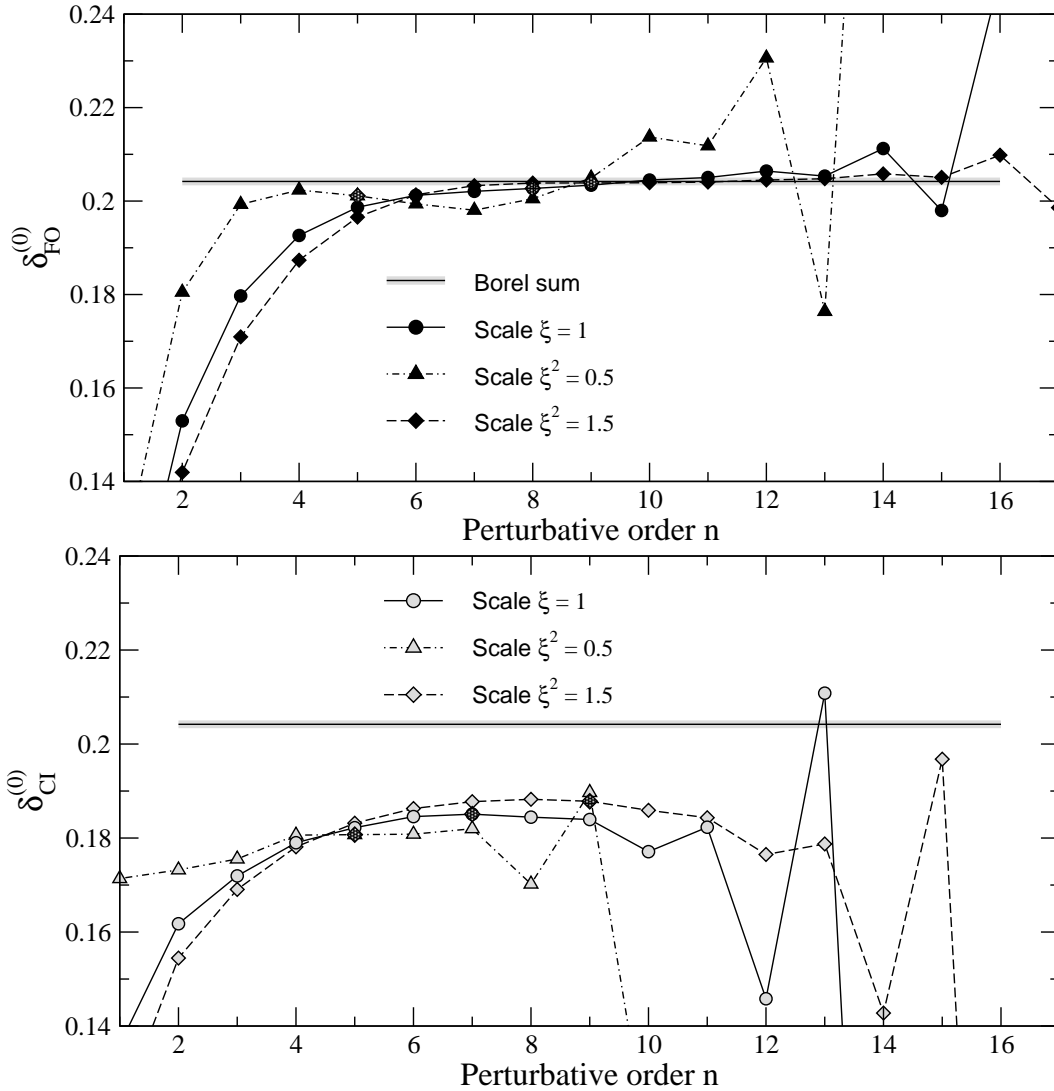 0.24
0.22
0.2
0.18
0.16
0.14
δ_FO^(0)
Borel sum
Scale ξ = 1
Scale ξ² = 0.5
Scale ξ² = 1.5
2 4 6 8 10 12 14 16
Perturbative order n
0.24
0.22
0.2
0.18
0.16
0.14
δ_CI^(0)
Scale ξ = 1
Scale ξ² = 0.5
Scale ξ² = 1.5
2 4 6 8 10 12 14 16
Perturbative order n